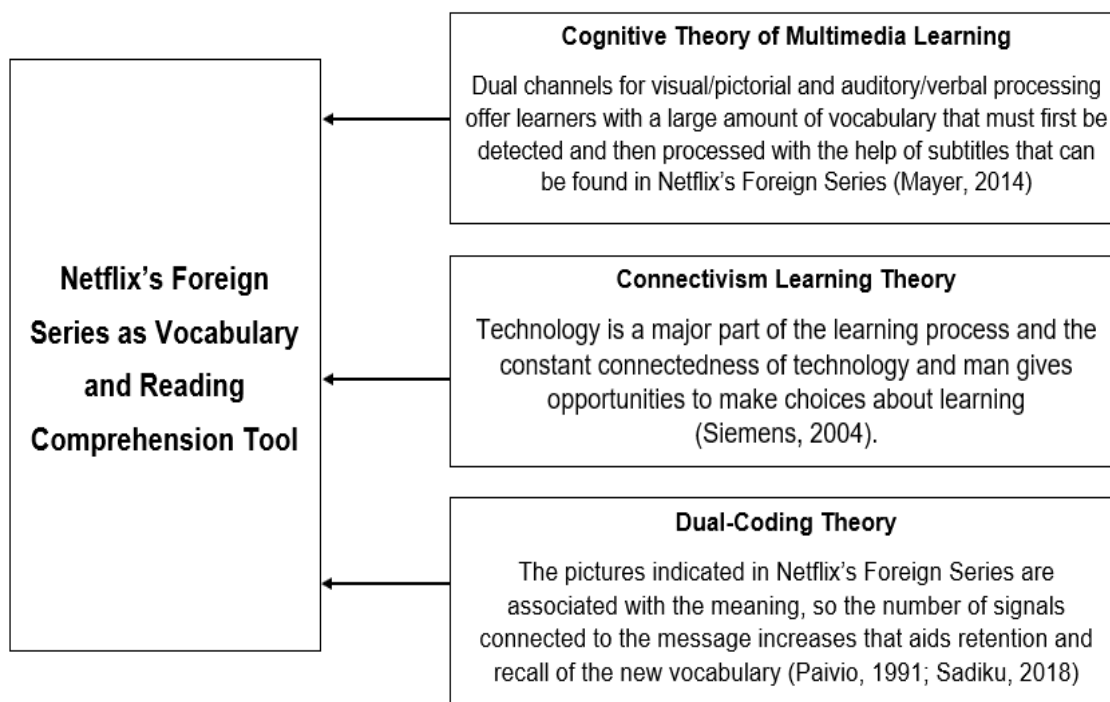 Netflix’s Foreign
Series as Vocabulary
and Reading
Comprehension Tool
Cognitive Theory of Multimedia Learning
Dual channels for visual/pictorial and auditory/verbal processing
offer learners with a large amount of vocabulary that must first be
detected and then processed with the help of subtitles that can
be found in Netflix’s Foreign Series (Mayer, 2014)
Connectivism Learning Theory
Technology is a major part of the learning process and the
constant connectedness of technology and man gives
opportunities to make choices about learning
(Siemens, 2004).
Dual-Coding Theory
The pictures indicated in Netflix’s Foreign Series are
associated with the meaning, so the number of signals
connected to the message increases that aids retention and
recall of the new vocabulary (Paivio, 1991; Sadiku, 2018)